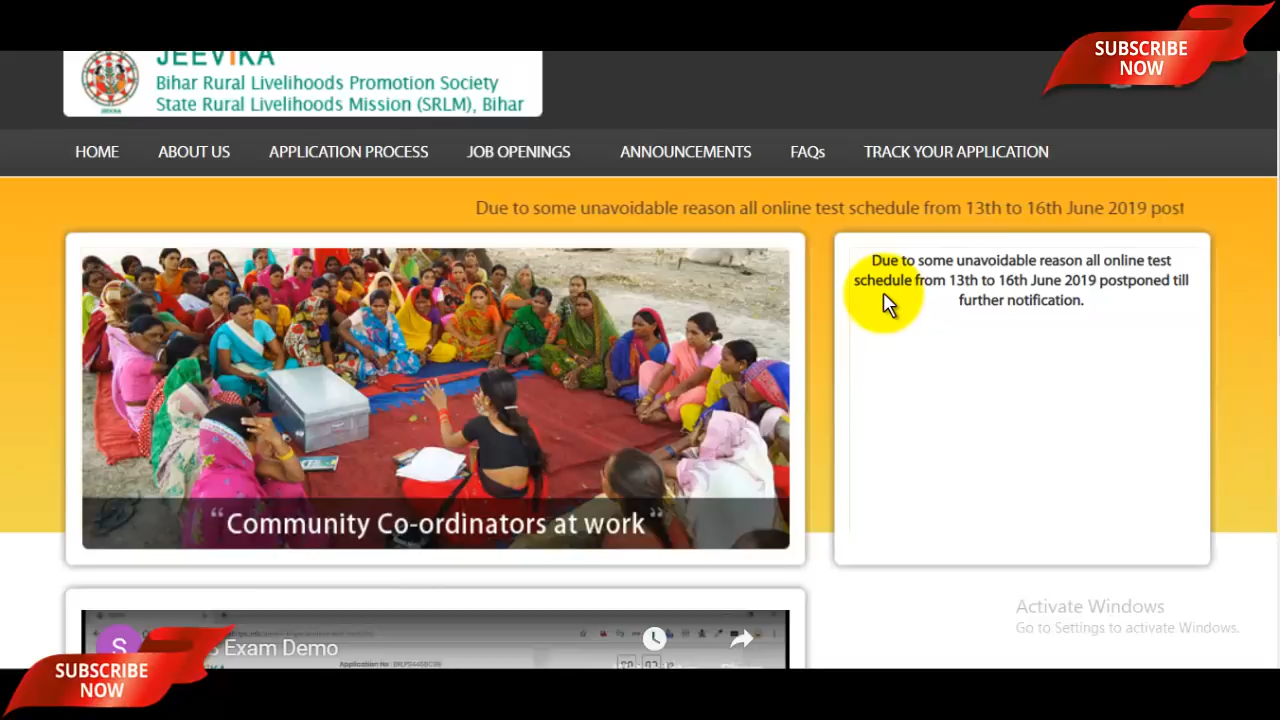 SUBSCRIBE
NOW
JEEVIKA
Bihar Rural Livelihoods Promotion Society
State Rural Livelihoods Mission (SRLM), Bihar
HOME ABOUT US APPLICATION PROCESS JOB OPENINGS ANNOUNCEMENTS FAQs TRACK YOUR APPLICATION
Due to some unavoidable reason all online test schedule from 13th to 16th June 2019 post
Due to some unavoidable reason all online test
schedule from 13th to 16th June 2019 postponed till
further notification.
“Community Co-ordinators at work”
Activate Windows
Go to Settings to activate Windows.
S
Exam Demo
Application No
SUBSCRIBE
NOW